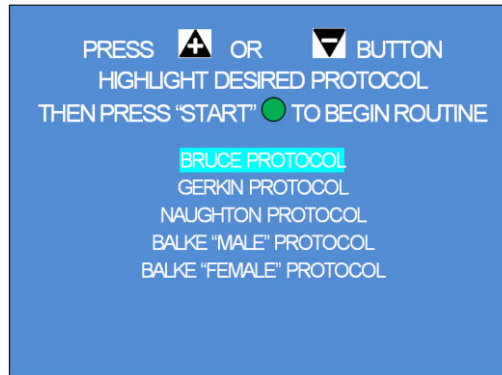 PRESS + OR − BUTTON
HIGHLIGHT DESIRED PROTOCOL
THEN PRESS “START” TO BEGIN ROUTINE
BRUCE PROTOCOL
GERKIN PROTOCOL
NAUGHTON PROTOCOL
BALKE “MALE” PROTOCOL
BALKE “FEMALE” PROTOCOL